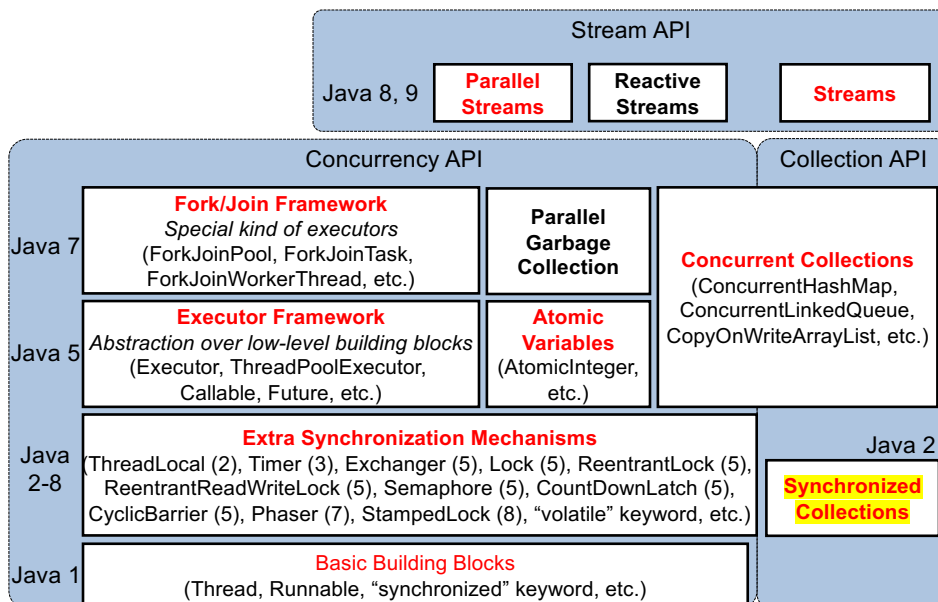 Stream API
Java 8, 9
Parallel
Streams
Reactive
Streams
Streams
Concurrency API
Collection API
Java 7
Fork/Join Framework
Special kind of executors
(ForkJoinPool, ForkJoinTask,
ForkJoinWorkerThread, etc.)
Parallel
Garbage
Collection
Concurrent Collections
(ConcurrentHashMap,
ConcurrentLinkedQueue,
CopyOnWriteArrayList, etc.)
Java 5
Executor Framework
Abstraction over low-level building blocks
(Executor, ThreadPoolExecutor,
Callable, Future, etc.)
Atomic
Variables
(AtomicInteger,
etc.)
Java
2-8
Extra Synchronization Mechanisms
(ThreadLocal (2), Timer (3), Exchanger (5), Lock (5), ReentrantLock (5),
ReentrantReadWriteLock (5), Semaphore (5), CountDownLatch (5),
CyclicBarrier (5), Phaser (7), StampedLock (8), “volatile” keyword, etc.)
Java 2
Synchronized
Collections
Java 1
Basic Building Blocks
(Thread, Runnable, “synchronized” keyword, etc.)